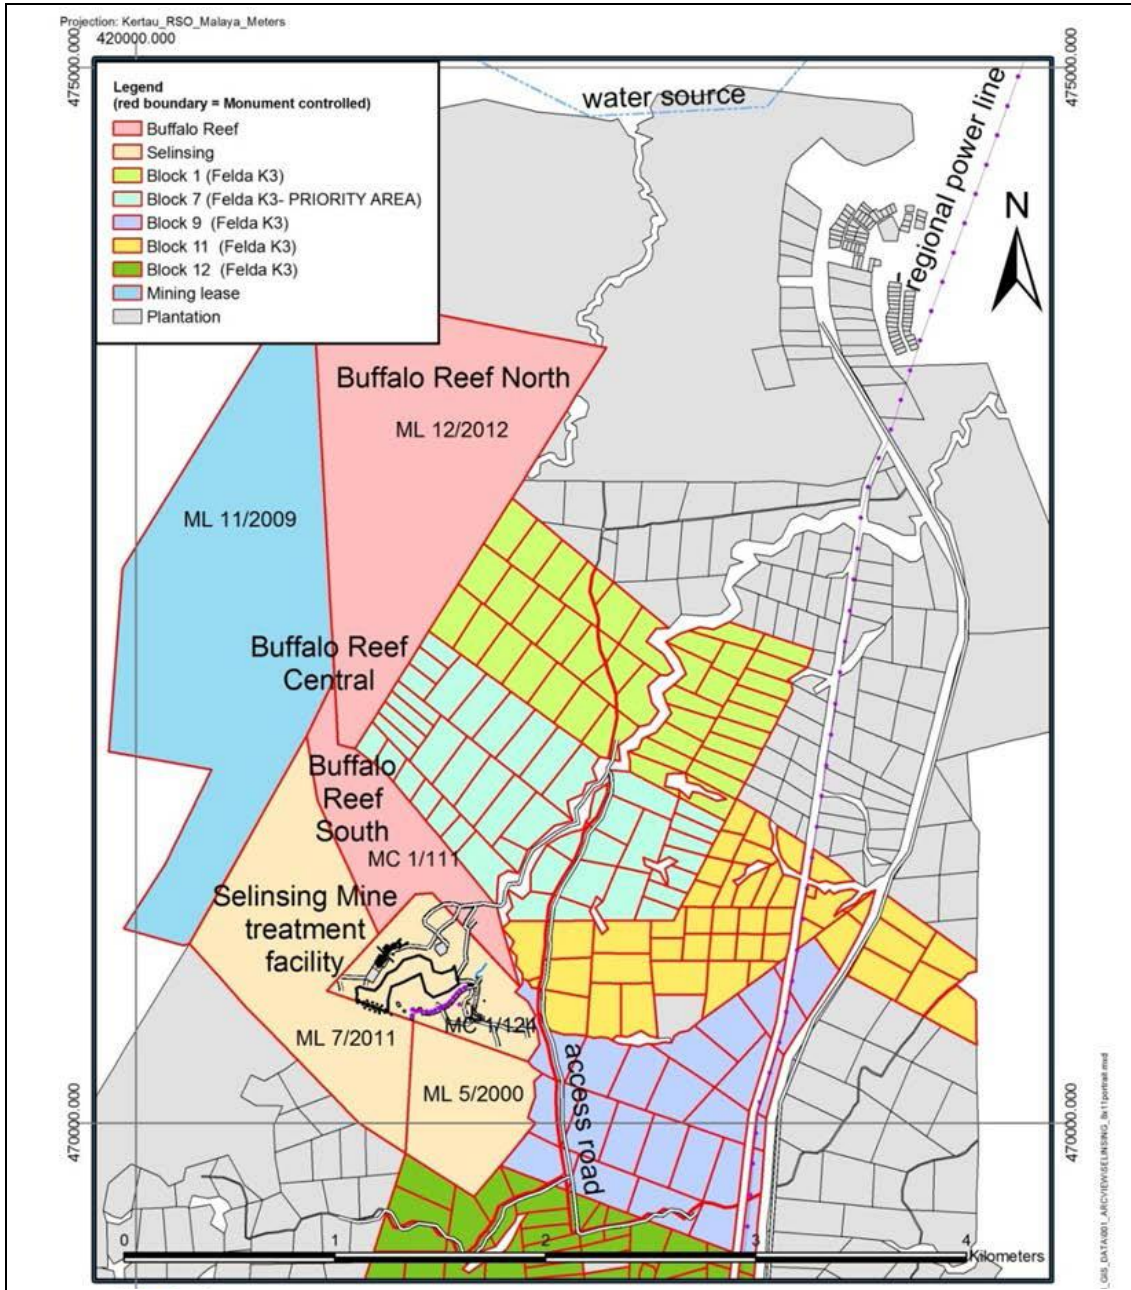 Projection: Kertau_RSO_Malaya_Meters
420000.000
475000.000
475000.000
Legend
(red boundary = Monument controlled)
Buffalo Reef
Selinsing
Block 1 (Felda K3)
Block 7 (Felda K3- PRIORITY AREA)
Block 9 (Felda K3)
Block 11 (Felda K3)
Block 12 (Felda K3)
Mining lease
Plantation
water source
regional power line
N
Buffalo Reef North
ML 12/2012
ML 11/2009
Buffalo Reef
Central
Buffalo
Reef
South
MC 1/111
Selinsing Mine
treatment
facility
MC 1/124
ML 7/2011
ML 5/2000
access road
470000.000
470000.000
0
1
2
3
4
Kilometers